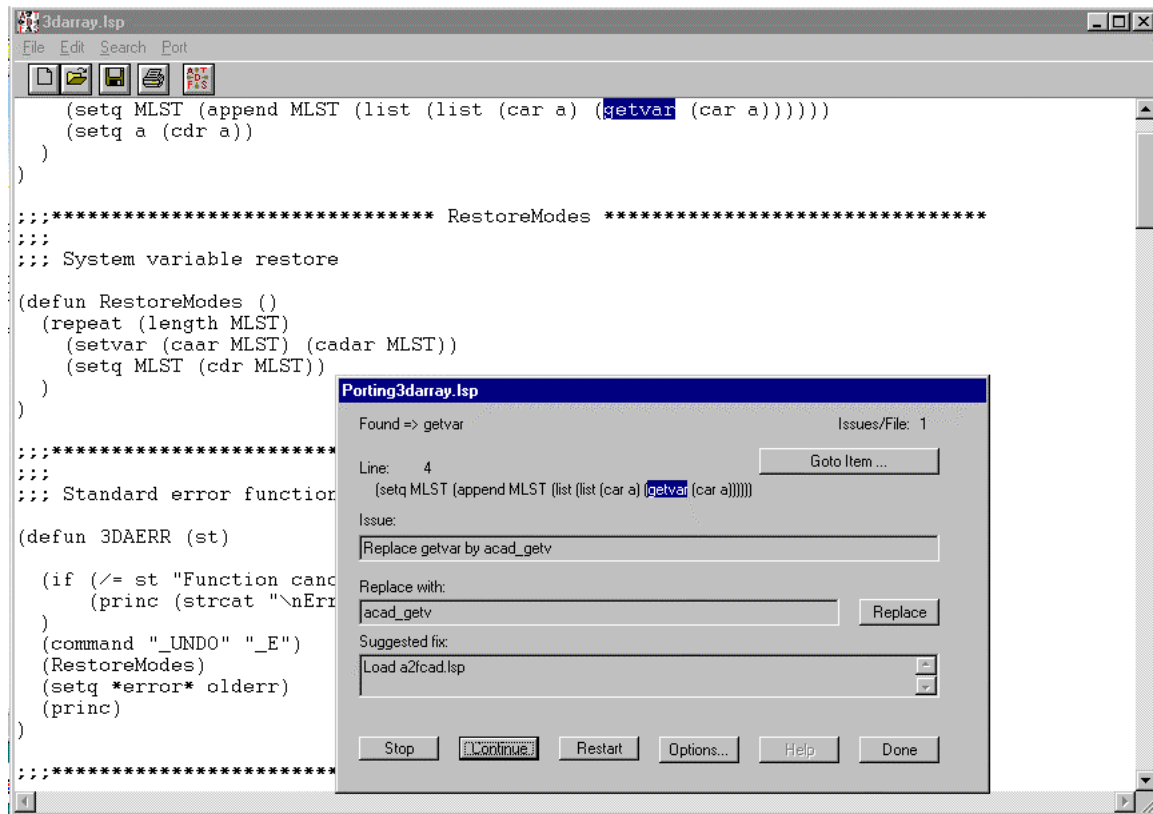 3darray.lsp
File Edit Search Port
A T
D
F S
(setq MLST (append MLST (list (list (car a) (getvar (car a))))))
(setq a (cdr a))
)
)
;;;******************************** RestoreModes ********************************
;;;
;;; System variable restore
(defun RestoreModes ()
(repeat (length MLST)
(setvar (caar MLST) (cadar MLST))
(setq MLST (cdr MLST))
)
)
;;;************************
;;;
;;; Standard error function
(defun 3DAERR (st)
(if (/= st "Function canc
(princ (strcat "\nErr
)
(command "_UNDO" "_E")
(RestoreModes)
(setq *error* olderr)
(princ)
)
;;;************************
Porting3darray.lsp
Found => getvar Issues/File: 1
Goto Item ...
Line: 4
(setq MLST (append MLST (list (list (car a) (getvar (car a))))))
Issue:
Replace getvar by acad_getv
Replace with:
acad_getv Replace
Suggested fix:
Load a2fcad.lsp
Stop Continue Restart Options... Help Done